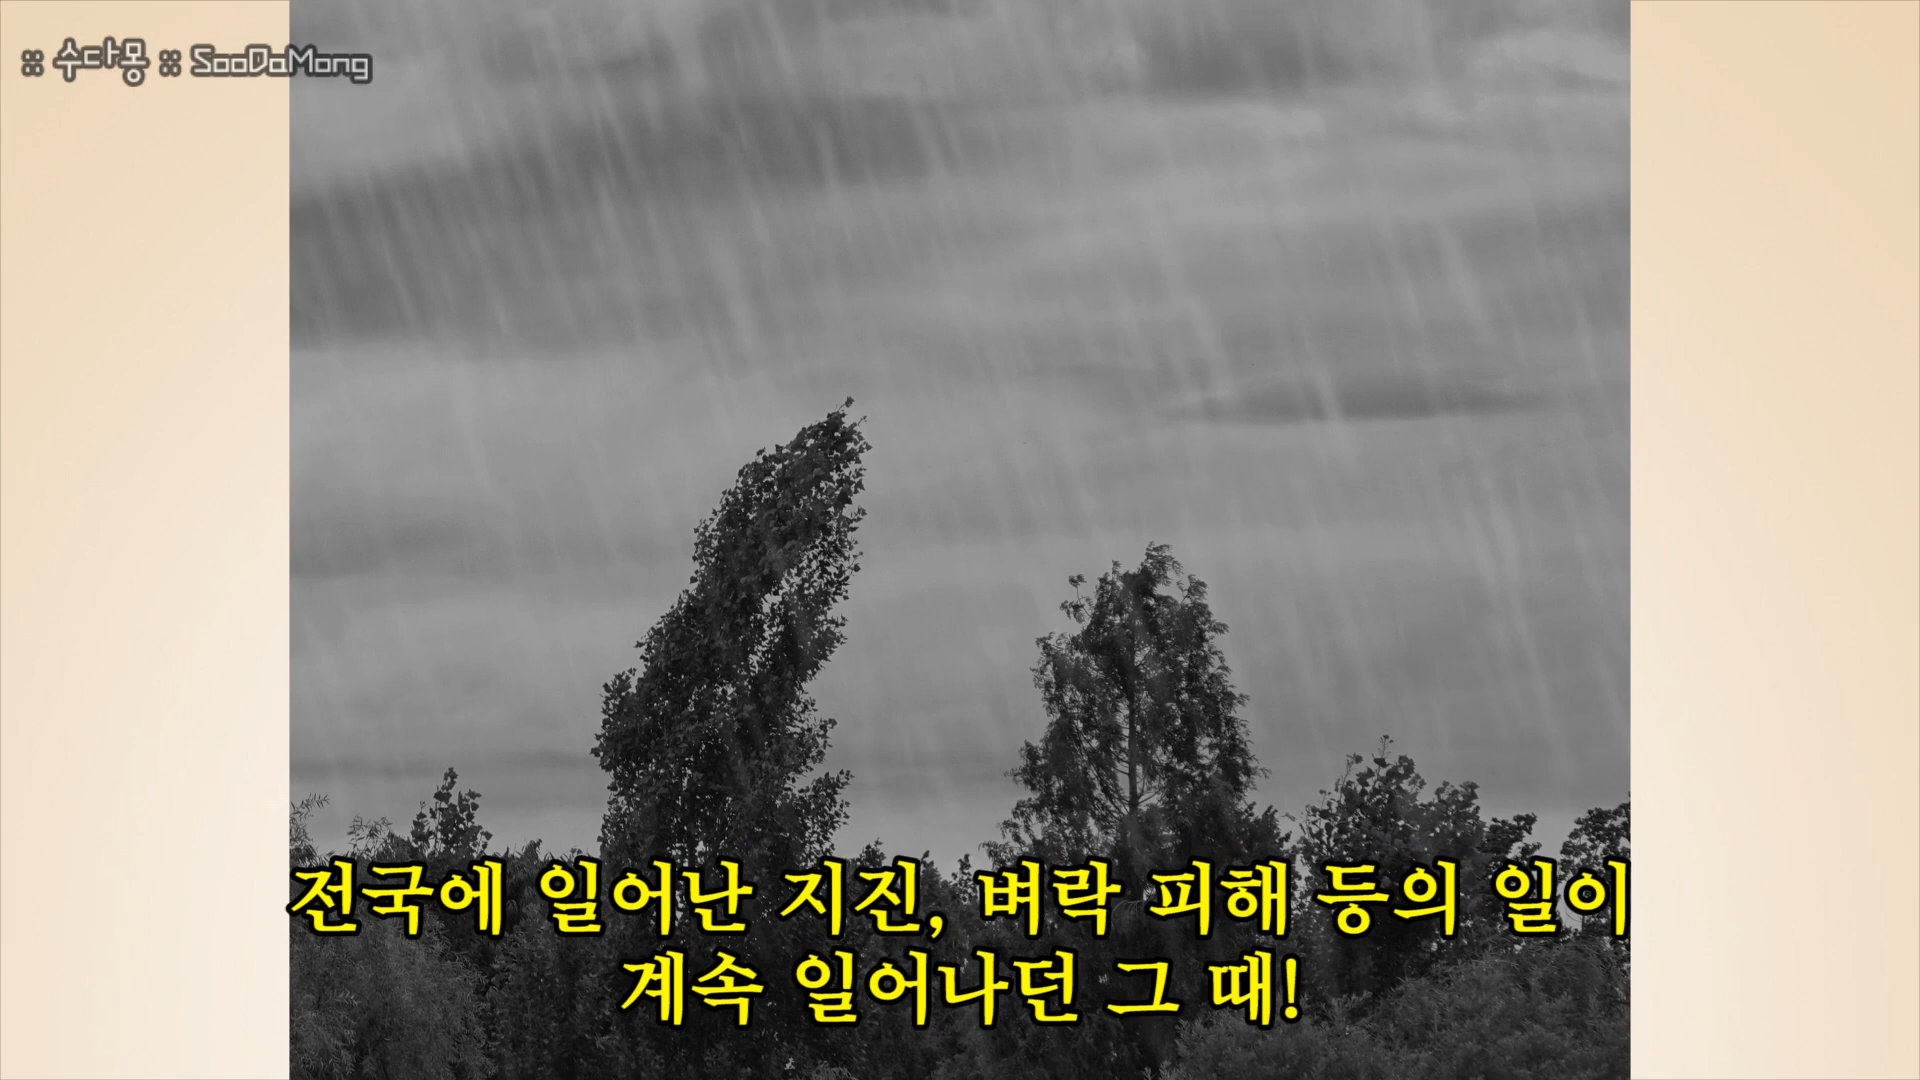 :: 수다몽 :: SooDaMong
전국에 일어난 지진, 벼락 피해 등의 일이
계속 일어나던 그 때!